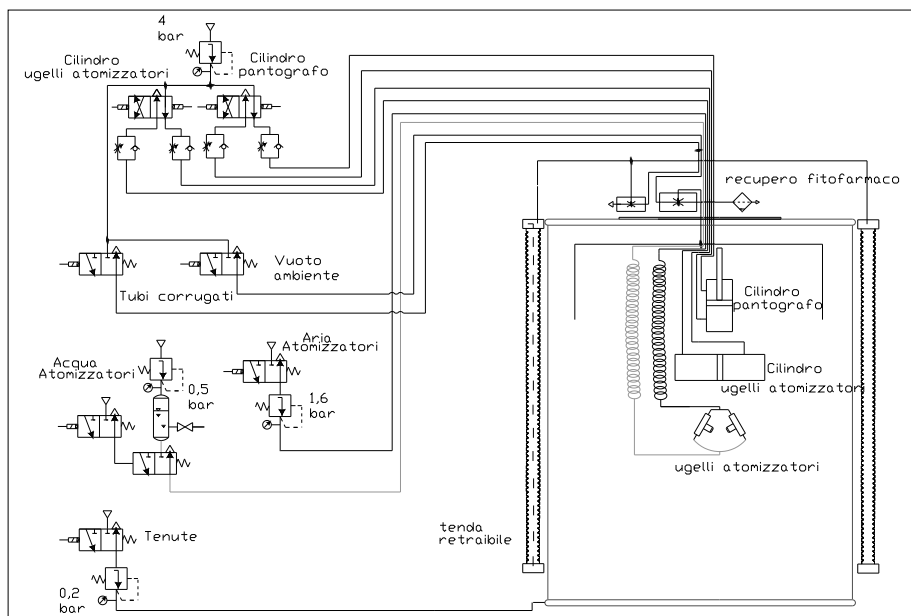 4
bar
Cilindro
ugelli atomizzatori
Cilindro
pantografo
recupero fitofarmaco
Vuoto
ambiente
Tubi corrugati
Cilindro
pantografo
Aria
Atomizzatori
Acqua
Atomizzatori
0,5
bar
1,6
bar
Cilindro
ugelli atomizzatori
ugelli atomizzatori
tenda
retraibile
Tenute
0,2
bar